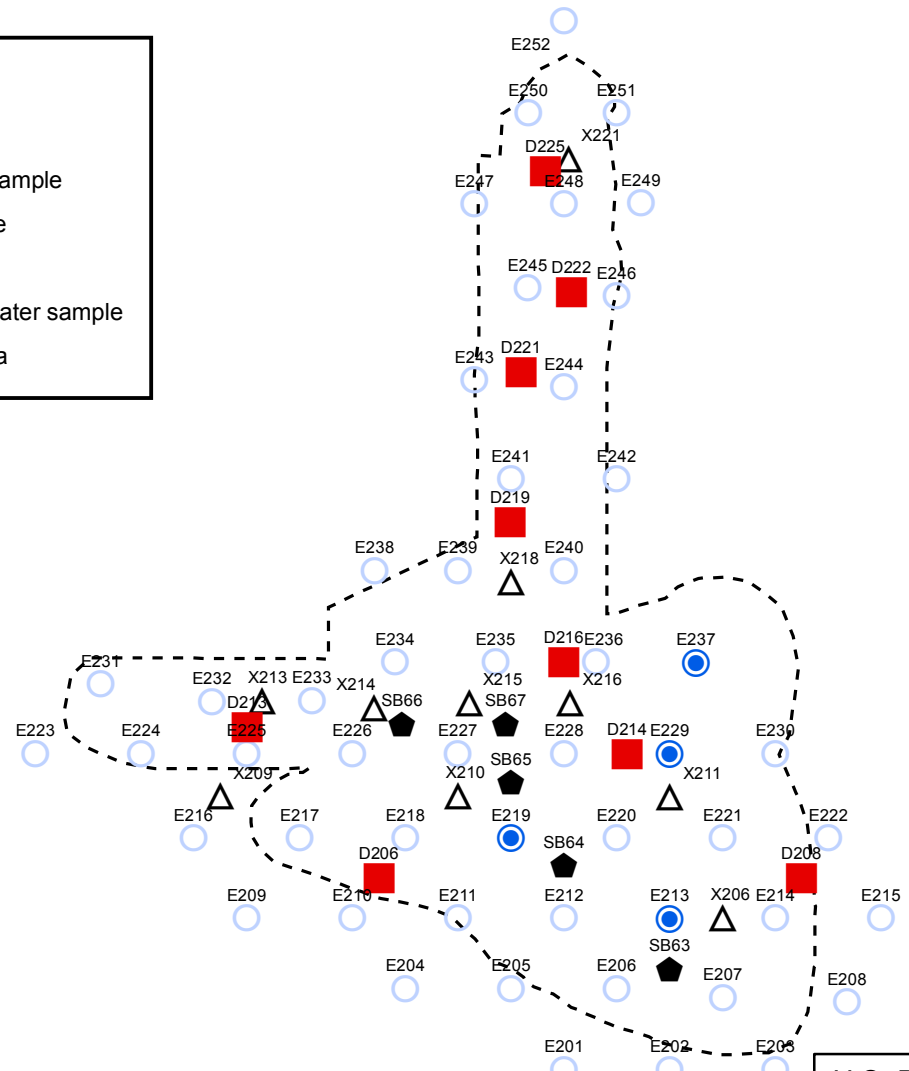 E252
E250 E251
X221
D225
ample
E247 E248 E249
e
E245 D222 E246
ater sample
D221
a
E243 E244
E241 E242
D219
E238 E239 X218 E240
E234 E235 D216 E236 E237
E231 E232 X213 E233 X214 X215 X216
D213 SB66 SB67
E223 E224 E225 E226 E227 E228 D214 E229 E230
SB65
X209 X210 X211
E216 E217 E218 E219 E220 E221 E222
SB64
D206 D208
E209 E210 E211 E212 E213 X206 E214 E215
SB63
E204 E205 E206 E207 E208
E201 E202 E203